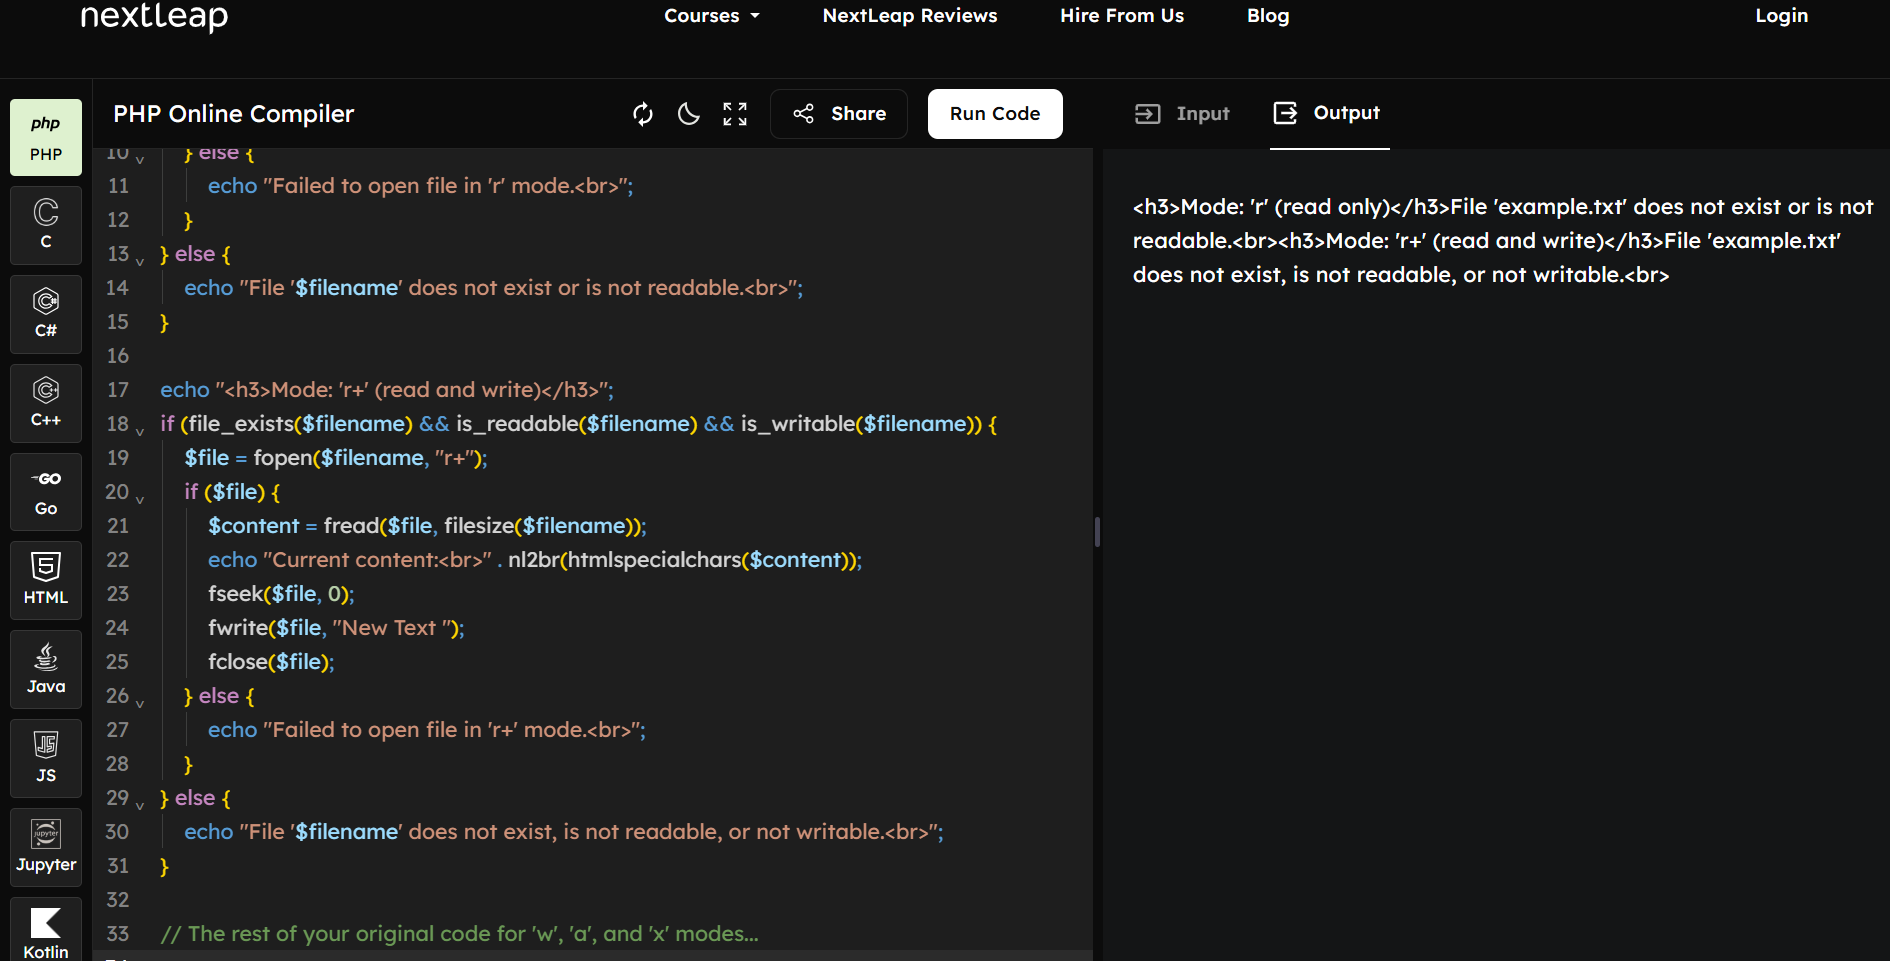 nextleap
Courses
NextLeap Reviews
Hire From Us
Blog
Login
php
PHP
C
C
C#
C#
C++
C++
GO
Go
5
HTML
Java
JS
JS
jupyter
Jupyter
Kotlin
PHP Online Compiler
Share
Run Code
10 } else {
11 echo "Failed to open file in 'r' mode.<br>";
12 }
13 } else {
14 echo "File '$filename' does not exist or is not readable.<br>";
15 }
16
17 echo "<h3>Mode: 'r+' (read and write)</h3>";
18 if (file_exists($filename) && is_readable($filename) && is_writable($filename)) {
19 $file = fopen($filename, "r+");
20 if ($file) {
21 $content = fread($file, filesize($filename));
22 echo "Current content:<br>" . nl2br(htmlspecialchars($content));
23 fseek($file, 0);
24 fwrite($file, "New Text ");
25 fclose($file);
26 } else {
27 echo "Failed to open file in 'r+' mode.<br>";
28 }
29 } else {
30 echo "File '$filename' does not exist, is not readable, or not writable.<br>";
31 }
32
33 // The rest of your original code for 'w', 'a', and 'x' modes...
Input
Output
<h3>Mode: 'r' (read only)</h3>File 'example.txt' does not exist or is not
readable.<br><h3>Mode: 'r+' (read and write)</h3>File 'example.txt'
does not exist, is not readable, or not writable.<br>